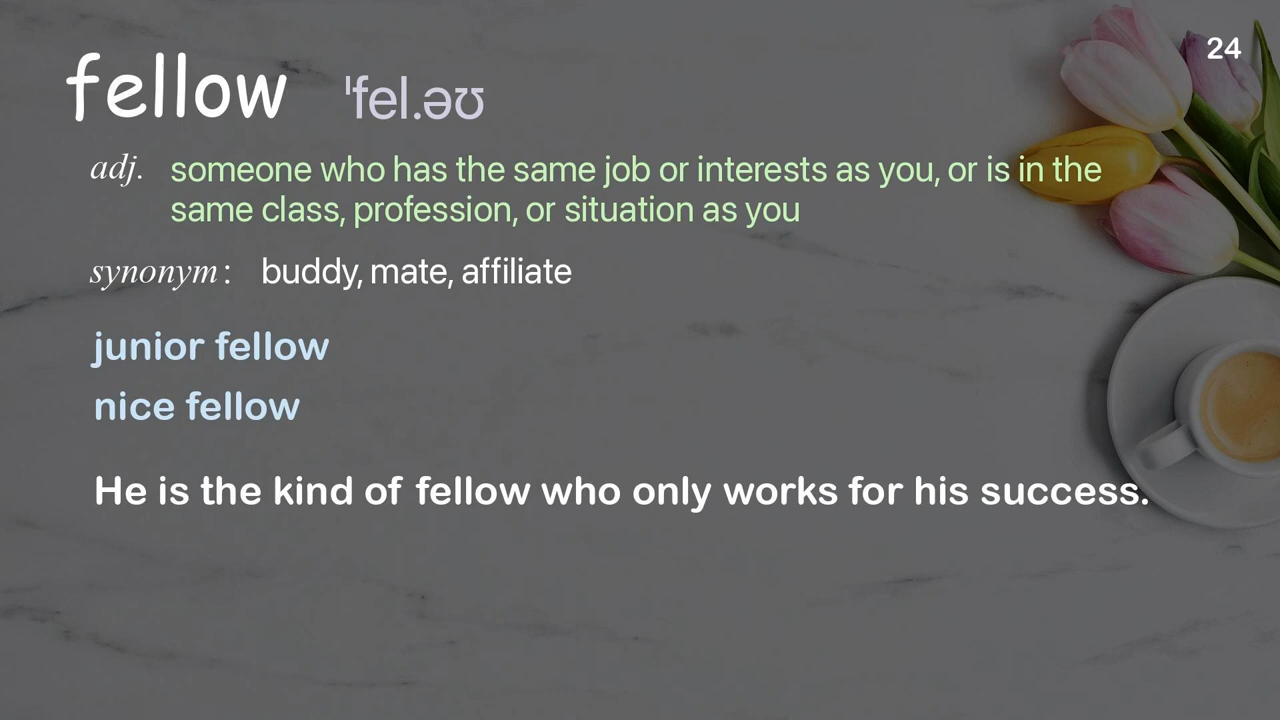 24
fellow ˈfel.əʊ
adj. someone who has the same job or interests as you, or is in the
same class, profession, or situation as you
synonym: buddy, mate, affiliate
junior fellow
nice fellow
He is the kind of fellow who only works for his success.